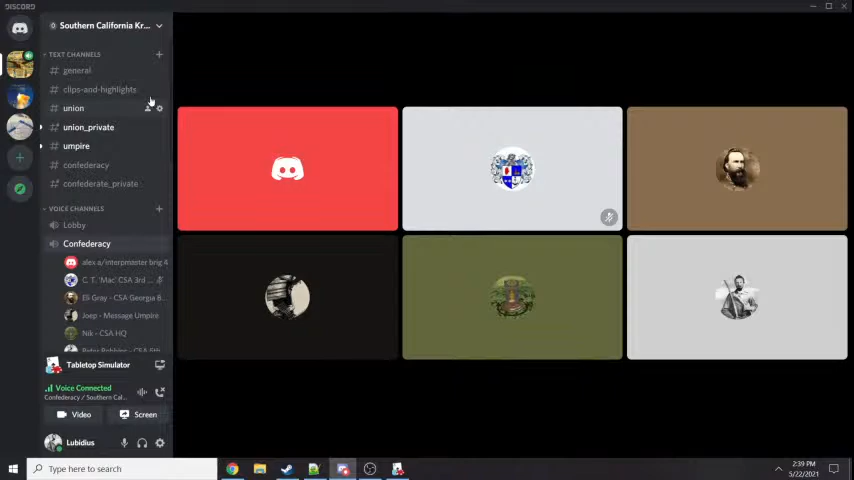 DISCORD
Southern California Kr...
TEXT CHANNELS
general
clips-and-highlights
union
union_private
umpire
confederacy
confederate_private
VOICE CHANNELS
Lobby
Confederacy
alex a/interpmaster brig 4
C. T. 'Mac' CSA 3rd ...
Eli Gray - CSA Georgia 8...
Joep - Message Umpire
Nik - CSA HQ
Tabletop Simulator
Voice Connected
Confederacy / Southern Cal...
Video
Screen
Lubidius
Type here to search
2:39 PM
5/22/2021